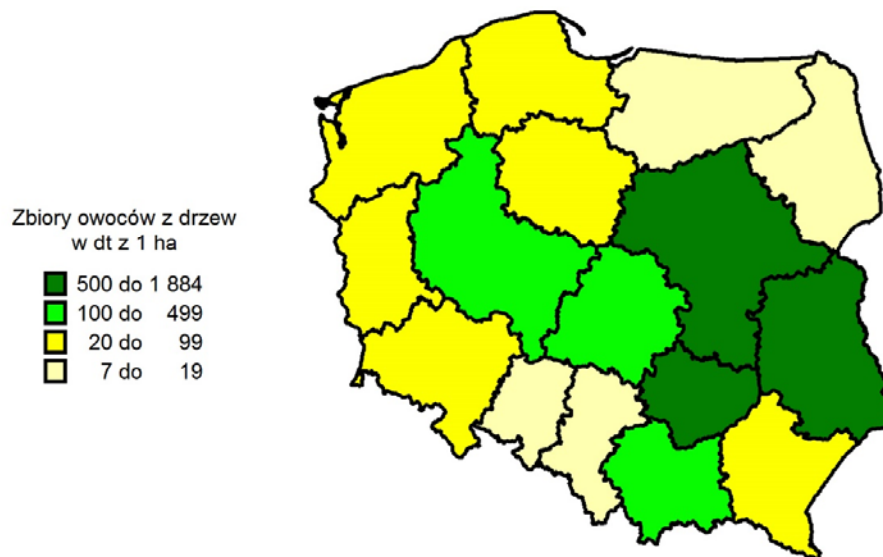 Zbiory owoców z drzew
w dt z 1 ha
500 do 1 884
100 do 499
20 do 99
7 do 19